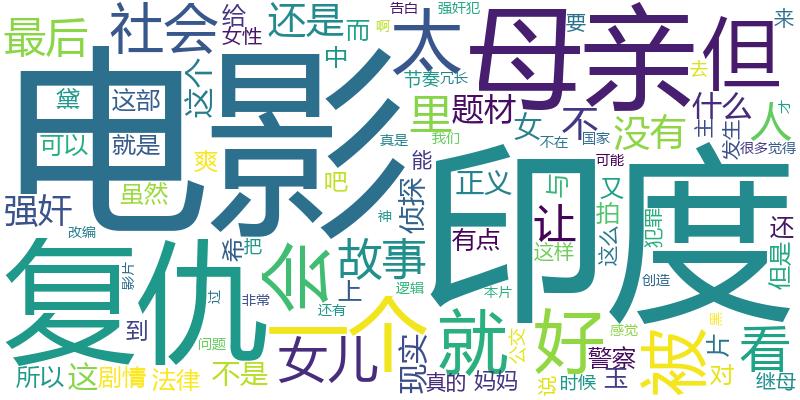 最后
社会
给
女性
还是
而
中
太
母亲
但
告白
强奸犯
要
来
啊
节奏
冗长
去
黛
这部
这个
电影
里
题材
女
不
国家
没有
什么
主
发生
人
才
可以
就是
真是
我们
不在
很多
觉得
虽然
爽
吧
能
可能
强奸
侦探
正义
与
又
拍
这么
犯罪
还
改编
希
把
神
有点
让
这样
但是
复仇
会
故事
印度
影片
过
非常
上
逻辑
本片
创造
还有
一个
到
问题
就
好
感觉
被
片
看
女儿
现实
公交
警察
所以
这
剧情
法律
不是
真的
妈妈
说
时候
玉
对
继母